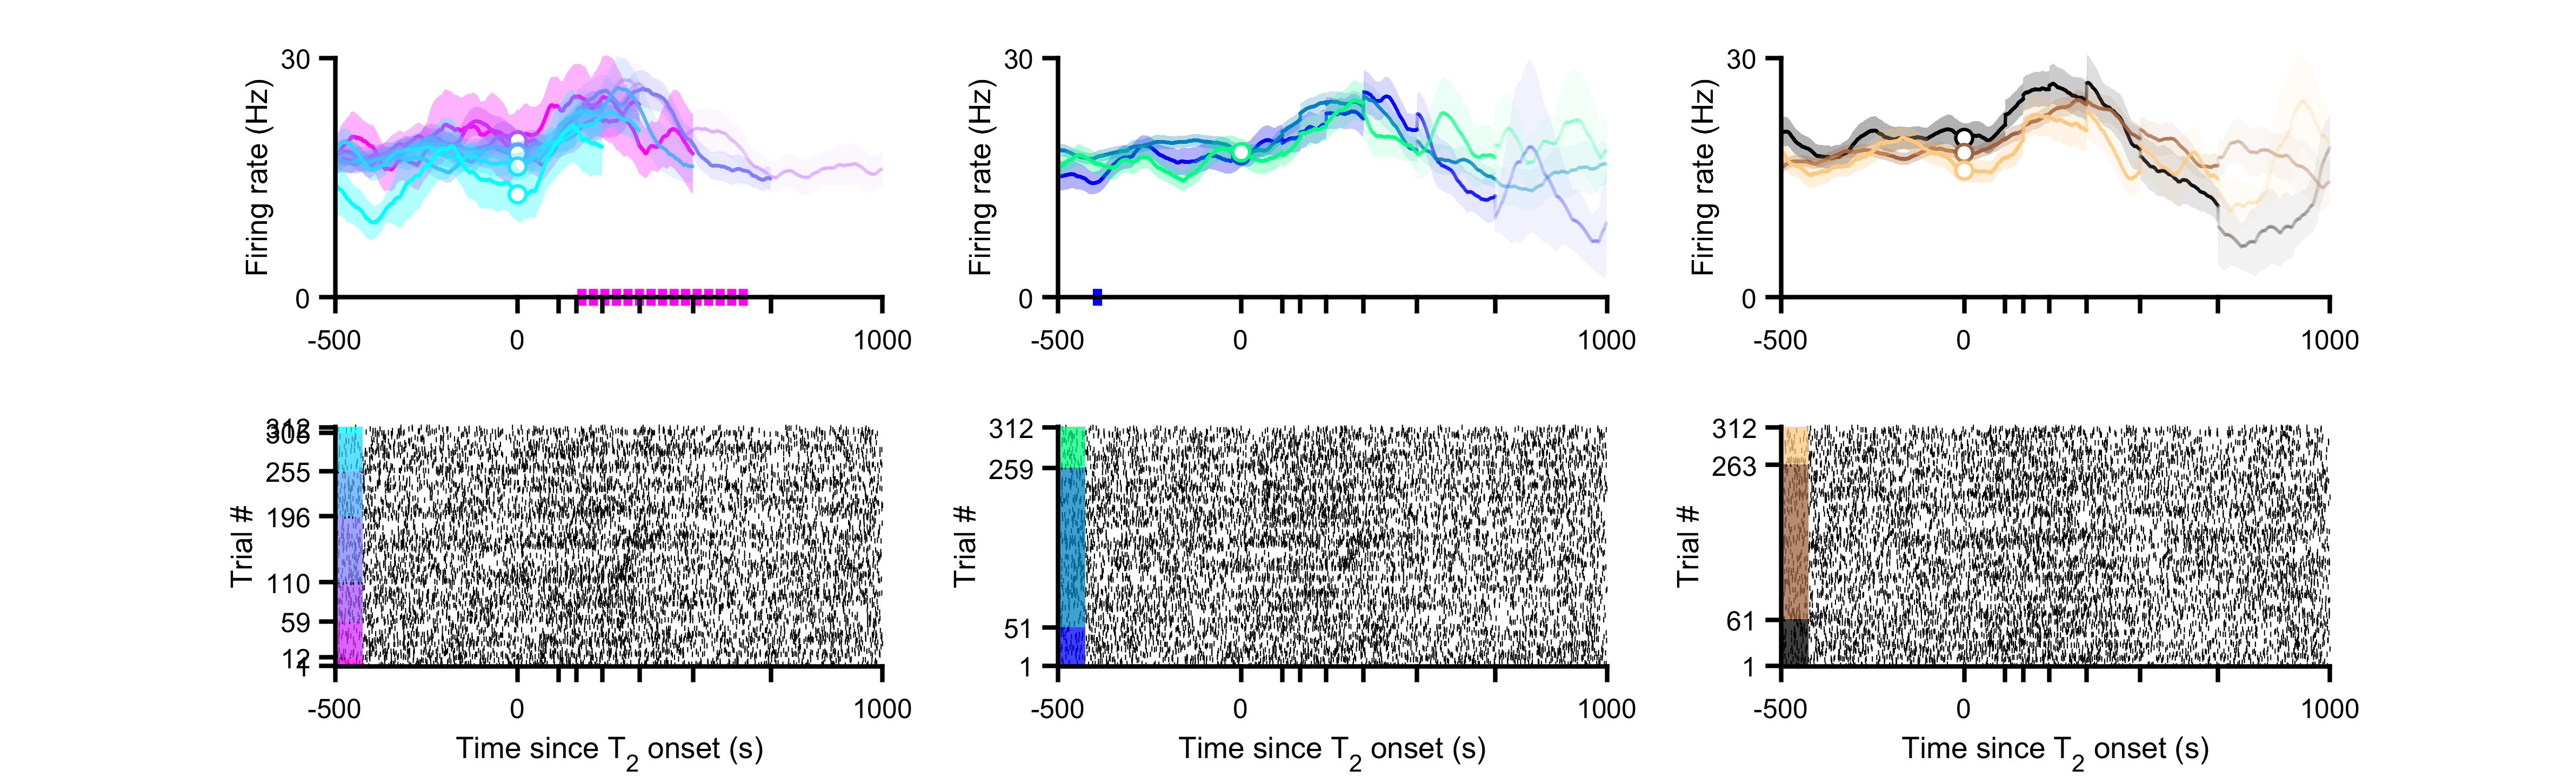 30
Firing rate (Hz)
0
-500 0 1000
30
Firing rate (Hz)
0
-500 0 1000
30
Firing rate (Hz)
0
-500 0 1000
312
255
196
110
59
12
1
Trial #
-500 0 1000
Time since T2 onset (s)
312
259
51
1
Trial #
-500 0 1000
Time since T2 onset (s)
312
263
61
1
Trial #
-500 0 1000
Time since T2 onset (s)